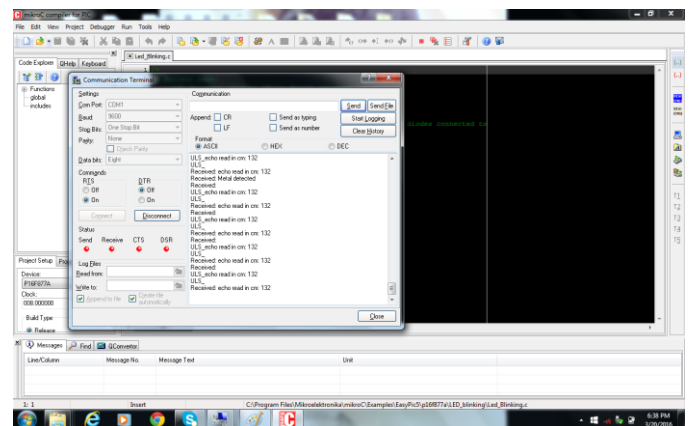 mikroC compiler for PIC
File Edit View Project Debugger Run Tools Help
Code Explorer QHelp Keyboard
Led_Blinking.c
Functions
global
includes
Communication Terminal
Settings
Com Port: COM1
Baud: 9600
Stop Bits: One Stop Bit
Parity: None
Check Parity
Data bits: Eight
Commands
RTS DTR
Off Off
On On
Connect Disconnect
Status
Send Receive CTS DSR
Log Files
Read from:
Write to:
Append to file Create file automatically
Communication
Send Send File
Append: CR Send as typing Start Logging
LF Send as number Clear History
Format
ASCII HEX DEC
ULS_echo read in cm: 132
ULS_
Received: echo read in cm: 132
Received: Metal detected
Received:
ULS_echo read in cm: 132
ULS_
Received: echo read in cm: 132
Received:
ULS_echo read in cm: 132
ULS_
Received: echo read in cm: 132
Received:
ULS_echo read in cm: 132
ULS_
Received: echo read in cm: 132
Received:
ULS_echo read in cm: 132
ULS_
Received: echo read in cm: 132
Close
diodes connected to
Project Setup
Device:
P16F877A
Clock:
008.000000
Build Type
Release
Messages Find QConvertor
Line/Column Message No. Message Text Unit
1: 1 Insert C:\Program Files\Mikroelektronika\mikroC\Examples\EasyPic5\p16f877a\LED_blinking\Led_Blinking.c
6:38 PM
3/20/2016